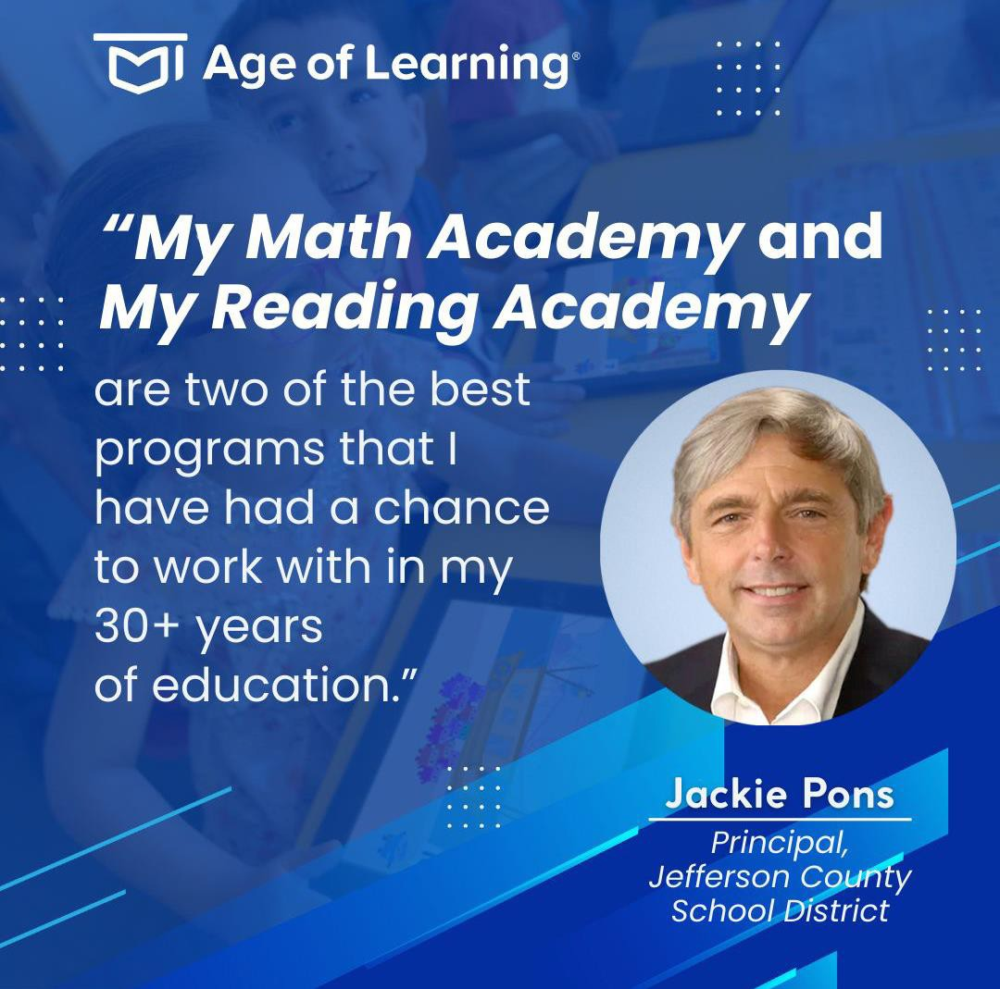 Age of Learning®
“My Math Academy and
My Reading Academy
are two of the best
programs that I
have had a chance
to work with in my
30+ years
of education.”
Jackie Pons
Principal,
Jefferson County
School District